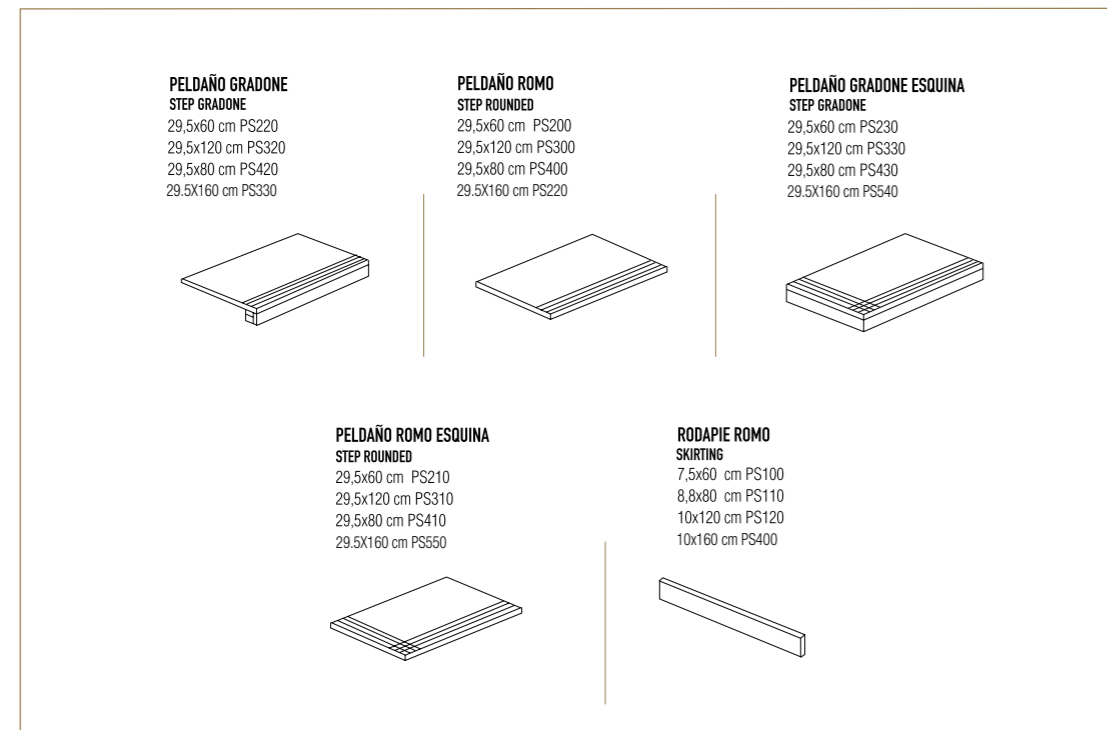 PELDAÑO GRADONE
STEP GRADONE
29,5x60 cm PS220
29,5x120 cm PS320
29,5x80 cm PS420
29.5X160 cm PS330
PELDAÑO ROMO
STEP ROUNDED
29,5x60 cm PS200
29,5x120 cm PS300
29,5x80 cm PS400
29.5X160 cm PS220
PELDAÑO GRADONE ESQUINA
STEP GRADONE
29,5x60 cm PS230
29,5x120 cm PS330
29,5x80 cm PS430
29.5X160 cm PS540
PELDAÑO ROMO ESQUINA
STEP ROUNDED
29,5x60 cm PS210
29,5x120 cm PS310
29,5x80 cm PS410
29.5X160 cm PS550
RODAPIE ROMO
SKIRTING
7,5x60 cm PS100
8,8x80 cm PS110
10x120 cm PS120
10x160 cm PS400